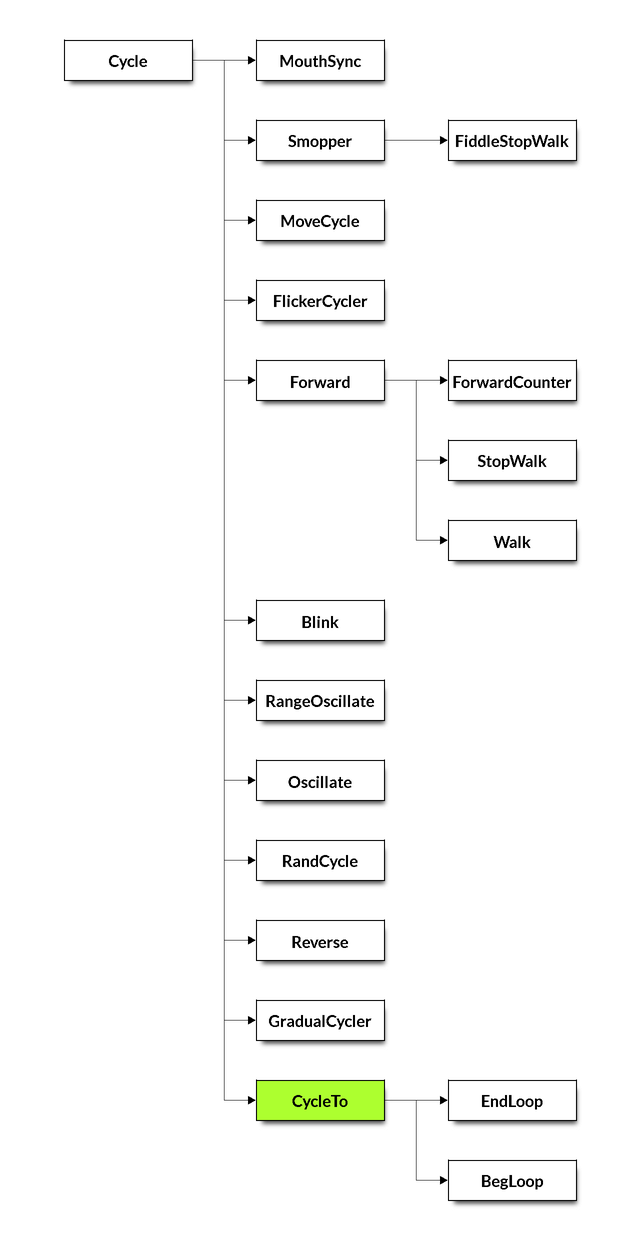 Cycle
MouthSync
Smopper
FiddleStopWalk
MoveCycle
FlickerCycler
Forward
ForwardCounter
StopWalk
Walk
Blink
RangeOscillate
Oscillate
RandCycle
Reverse
GradualCycler
CycleTo
EndLoop
BegLoop